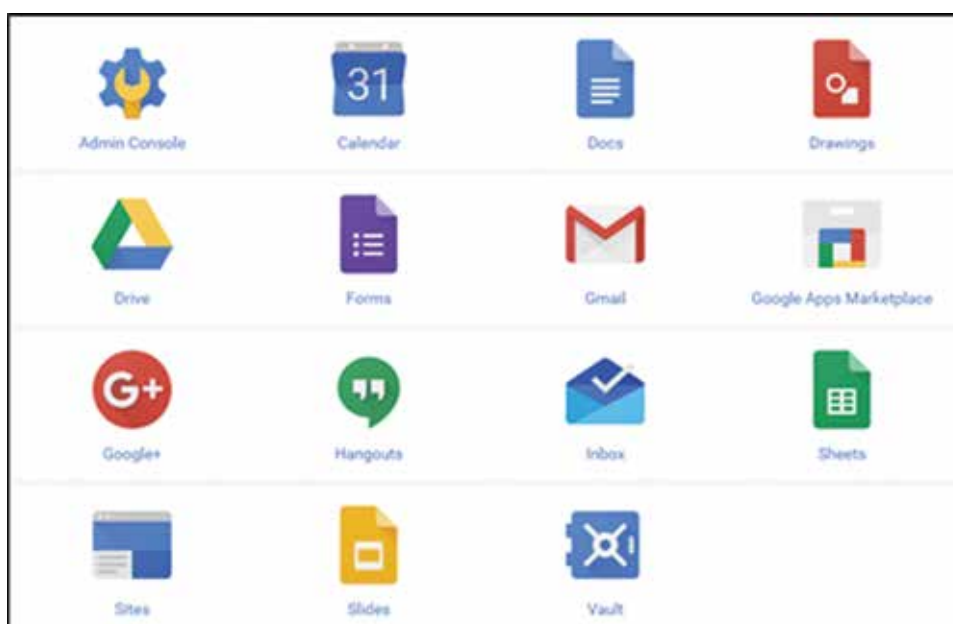 31
Admin Console Calendar Docs Drawings
Drive Forms Gmail Google Apps Marketplace
G+
Google+ Hangouts Inbox Sheets
Sites Slides Vault